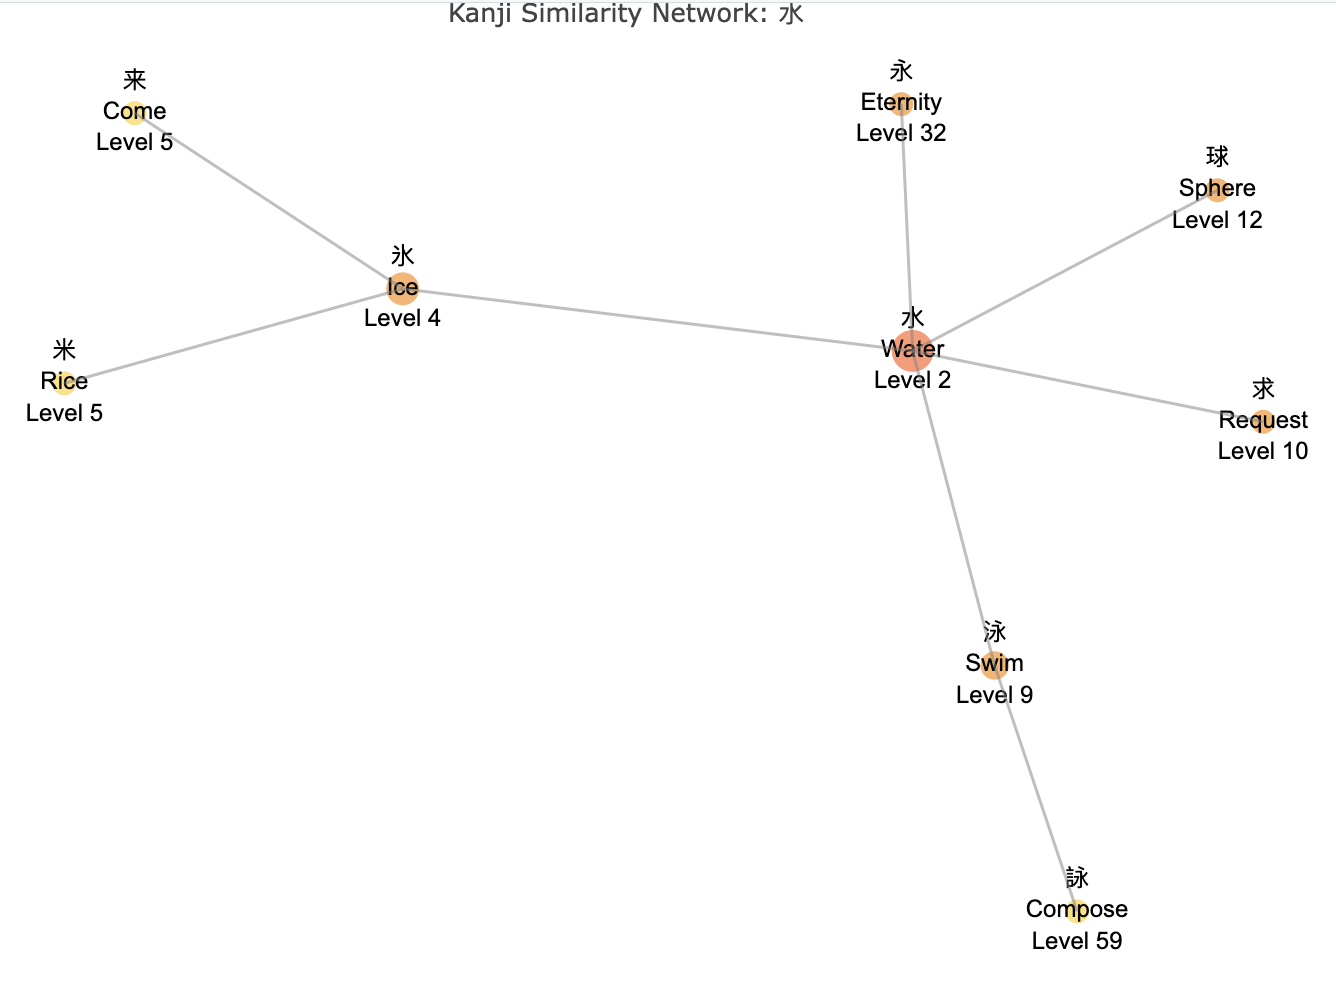 Kanji Similarity Network: 水
来
Come
Level 5
永
Eternity
Level 32
球
Sphere
Level 12
氷
Ice
Level 4
水
Water
Level 2
米
Rice
Level 5
求
Request
Level 10
泳
Swim
Level 9
詠
Compose
Level 59